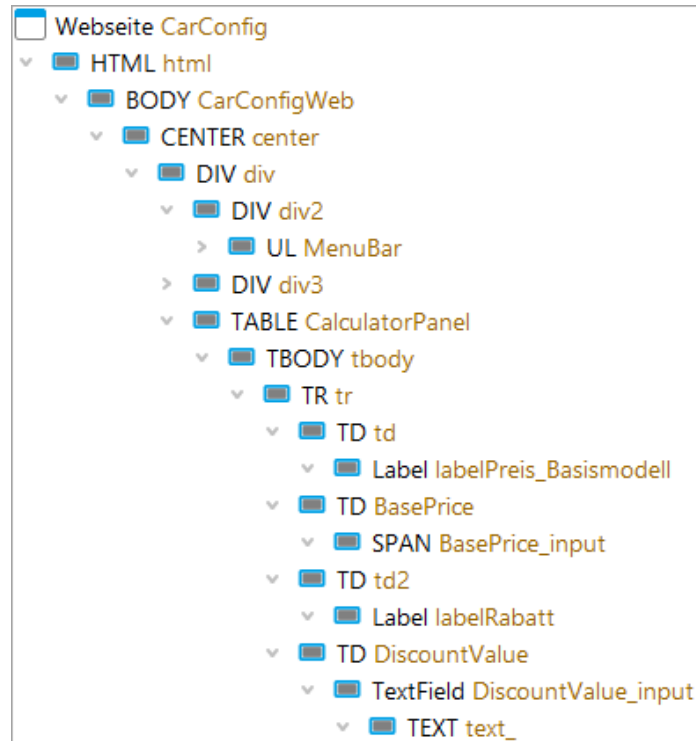 Webseite CarConfig
HTML html
BODY CarConfigWeb
CENTER center
DIV div
DIV div2
UL MenuBar
DIV div3
TABLE CalculatorPanel
TBODY tbody
TR tr
TD td
Label labelPreis_Basismodell
TD BasePrice
SPAN BasePrice_input
TD td2
Label labelRabatt
TD DiscountValue
TextField DiscountValue_input
TEXT text_